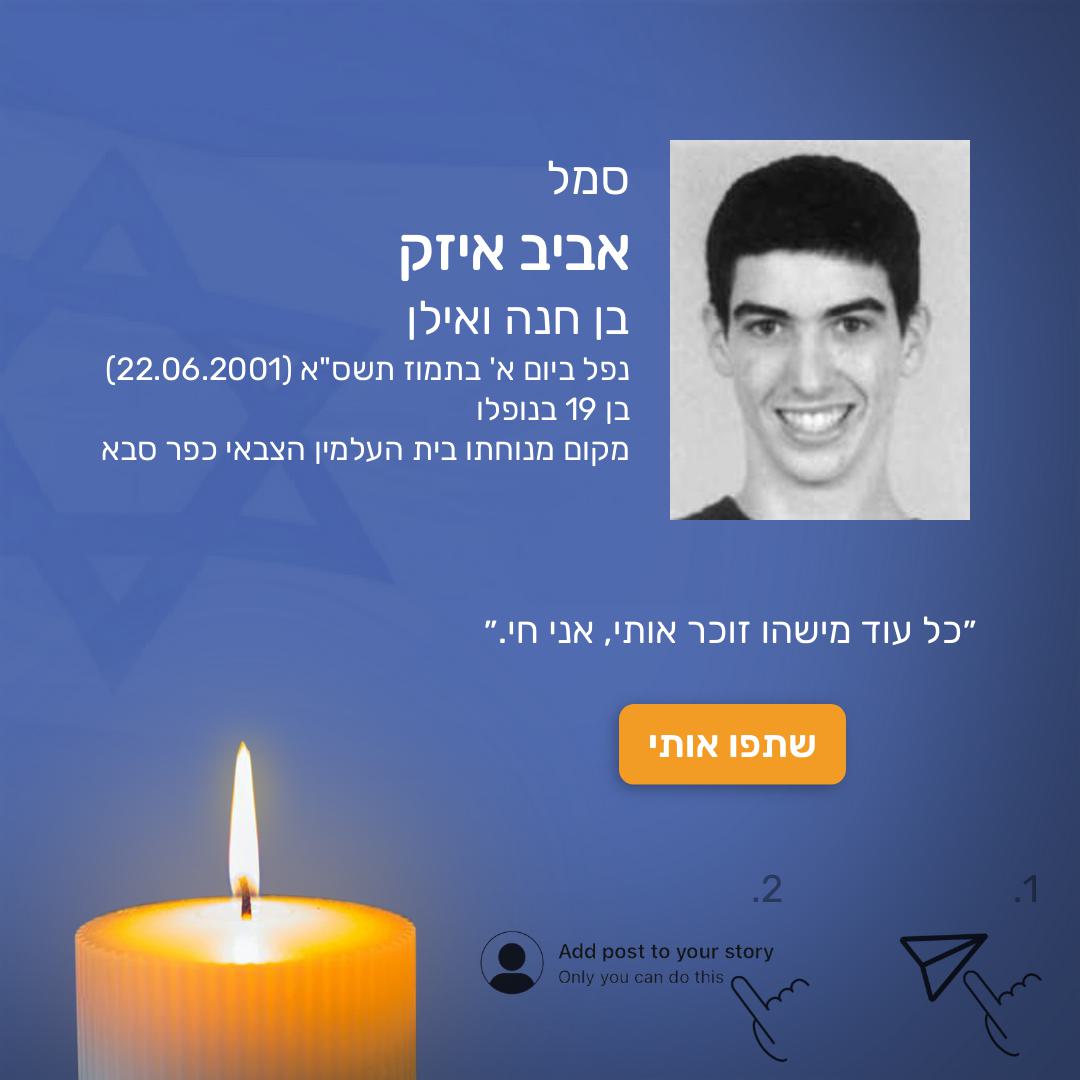 סמל
אביב איזק
בן חנה ואילן
נפל ביום א' בתמוז תשס"א (22.06.2001)
בן 19 בנופלו
מקום מנוחתו בית העלמין הצבאי כפר סבא
״כל עוד מישהו זוכר אותי, אני חי.״
שתפו אותי
.1
.2
Add post to your story
Only you can do this